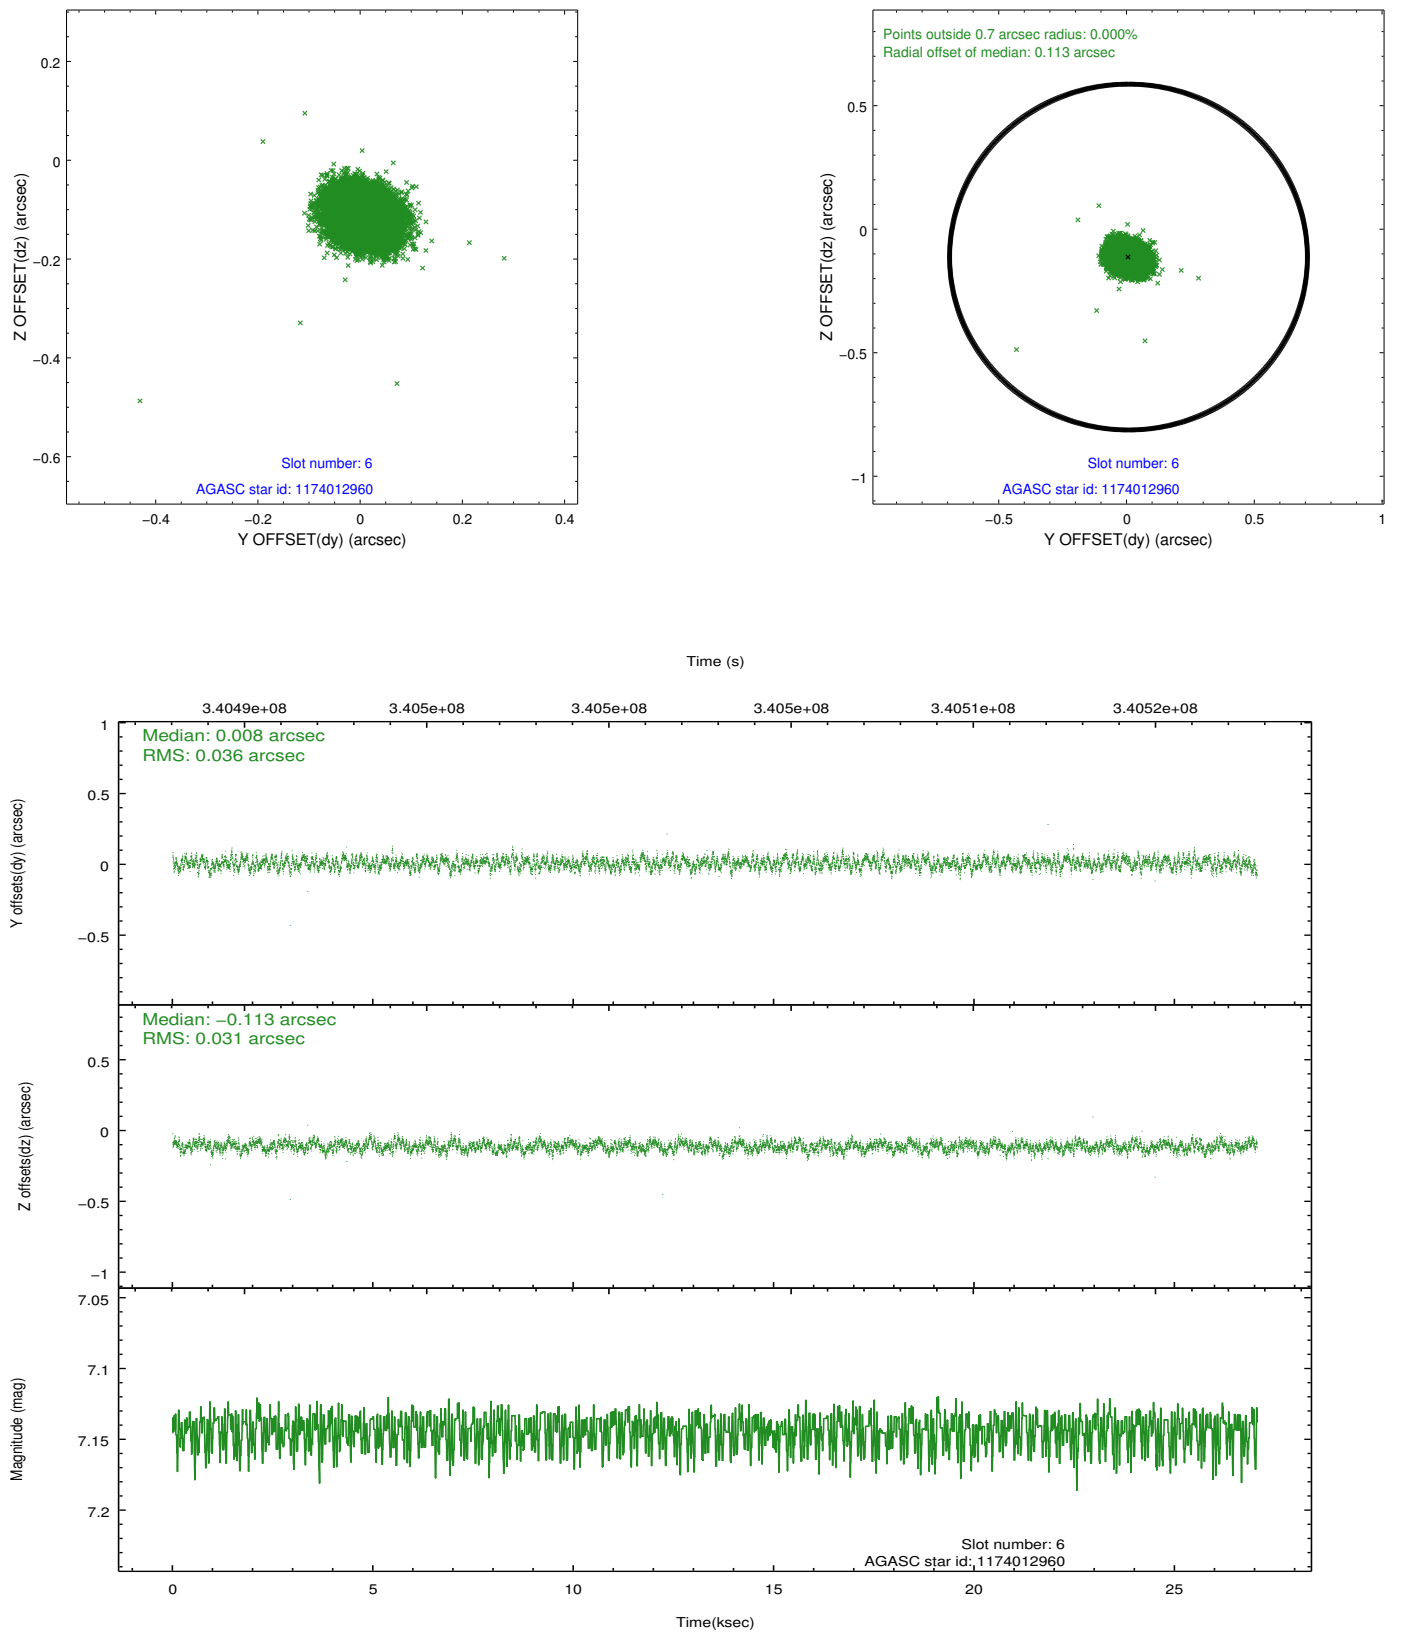 0.2
0
−0.2
−0.4
−0.6
Z OFFSET(dz) (arcsec)
Slot number: 6
AGASC star id: 1174012960
−0.4
−0.2
0
0.2
0.4
Y OFFSET(dy) (arcsec)
Points outside 0.7 arcsec radius: 0.000%
Radial offset of median: 0.113 arcsec
0.5
0
−0.5
−1
Z OFFSET(dz) (arcsec)
Slot number: 6
AGASC star id: 1174012960
−0.5
0
0.5
1
Y OFFSET(dy) (arcsec)
Time (s)
3.4049e+08
3.405e+08
3.405e+08
3.405e+08
3.4051e+08
3.4052e+08
Median: 0.008 arcsec
RMS: 0.036 arcsec
1
0.5
0
−0.5
Y offsets(dy) (arcsec)
Median: −0.113 arcsec
RMS: 0.031 arcsec
0.5
0
−0.5
−1
Z offsets(dz) (arcsec)
7.05
7.1
7.15
7.2
Magnitude (mag)
Slot number: 6
AGASC star id: 1174012960
0
5
10
15
20
25
Time(ksec)